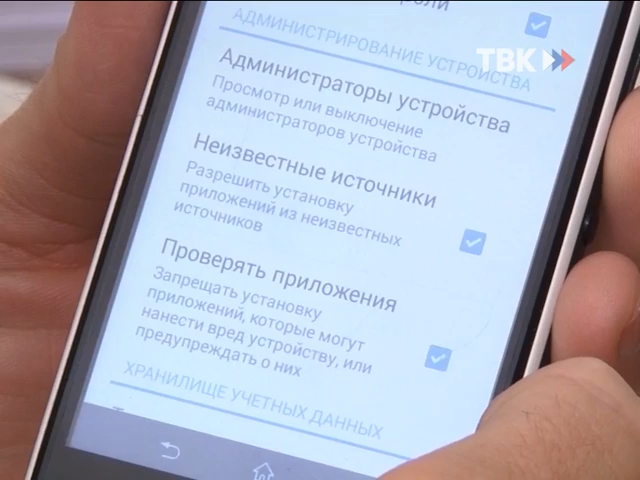 АДМИНИСТРИРОВАНИЕ УСТРОЙСТВА
ТВК
Администраторы устройства
Просмотр или выключение
администраторов устройства
Неизвестные источники
Разрешить установку
приложений из неизвестных
источников
Проверять приложения
Запрещать установку
приложений, которые могут
нанести вред устройству, или
предупреждать о них
ХРАНИЛИЩЕ УЧЕТНЫХ ДАННЫХ